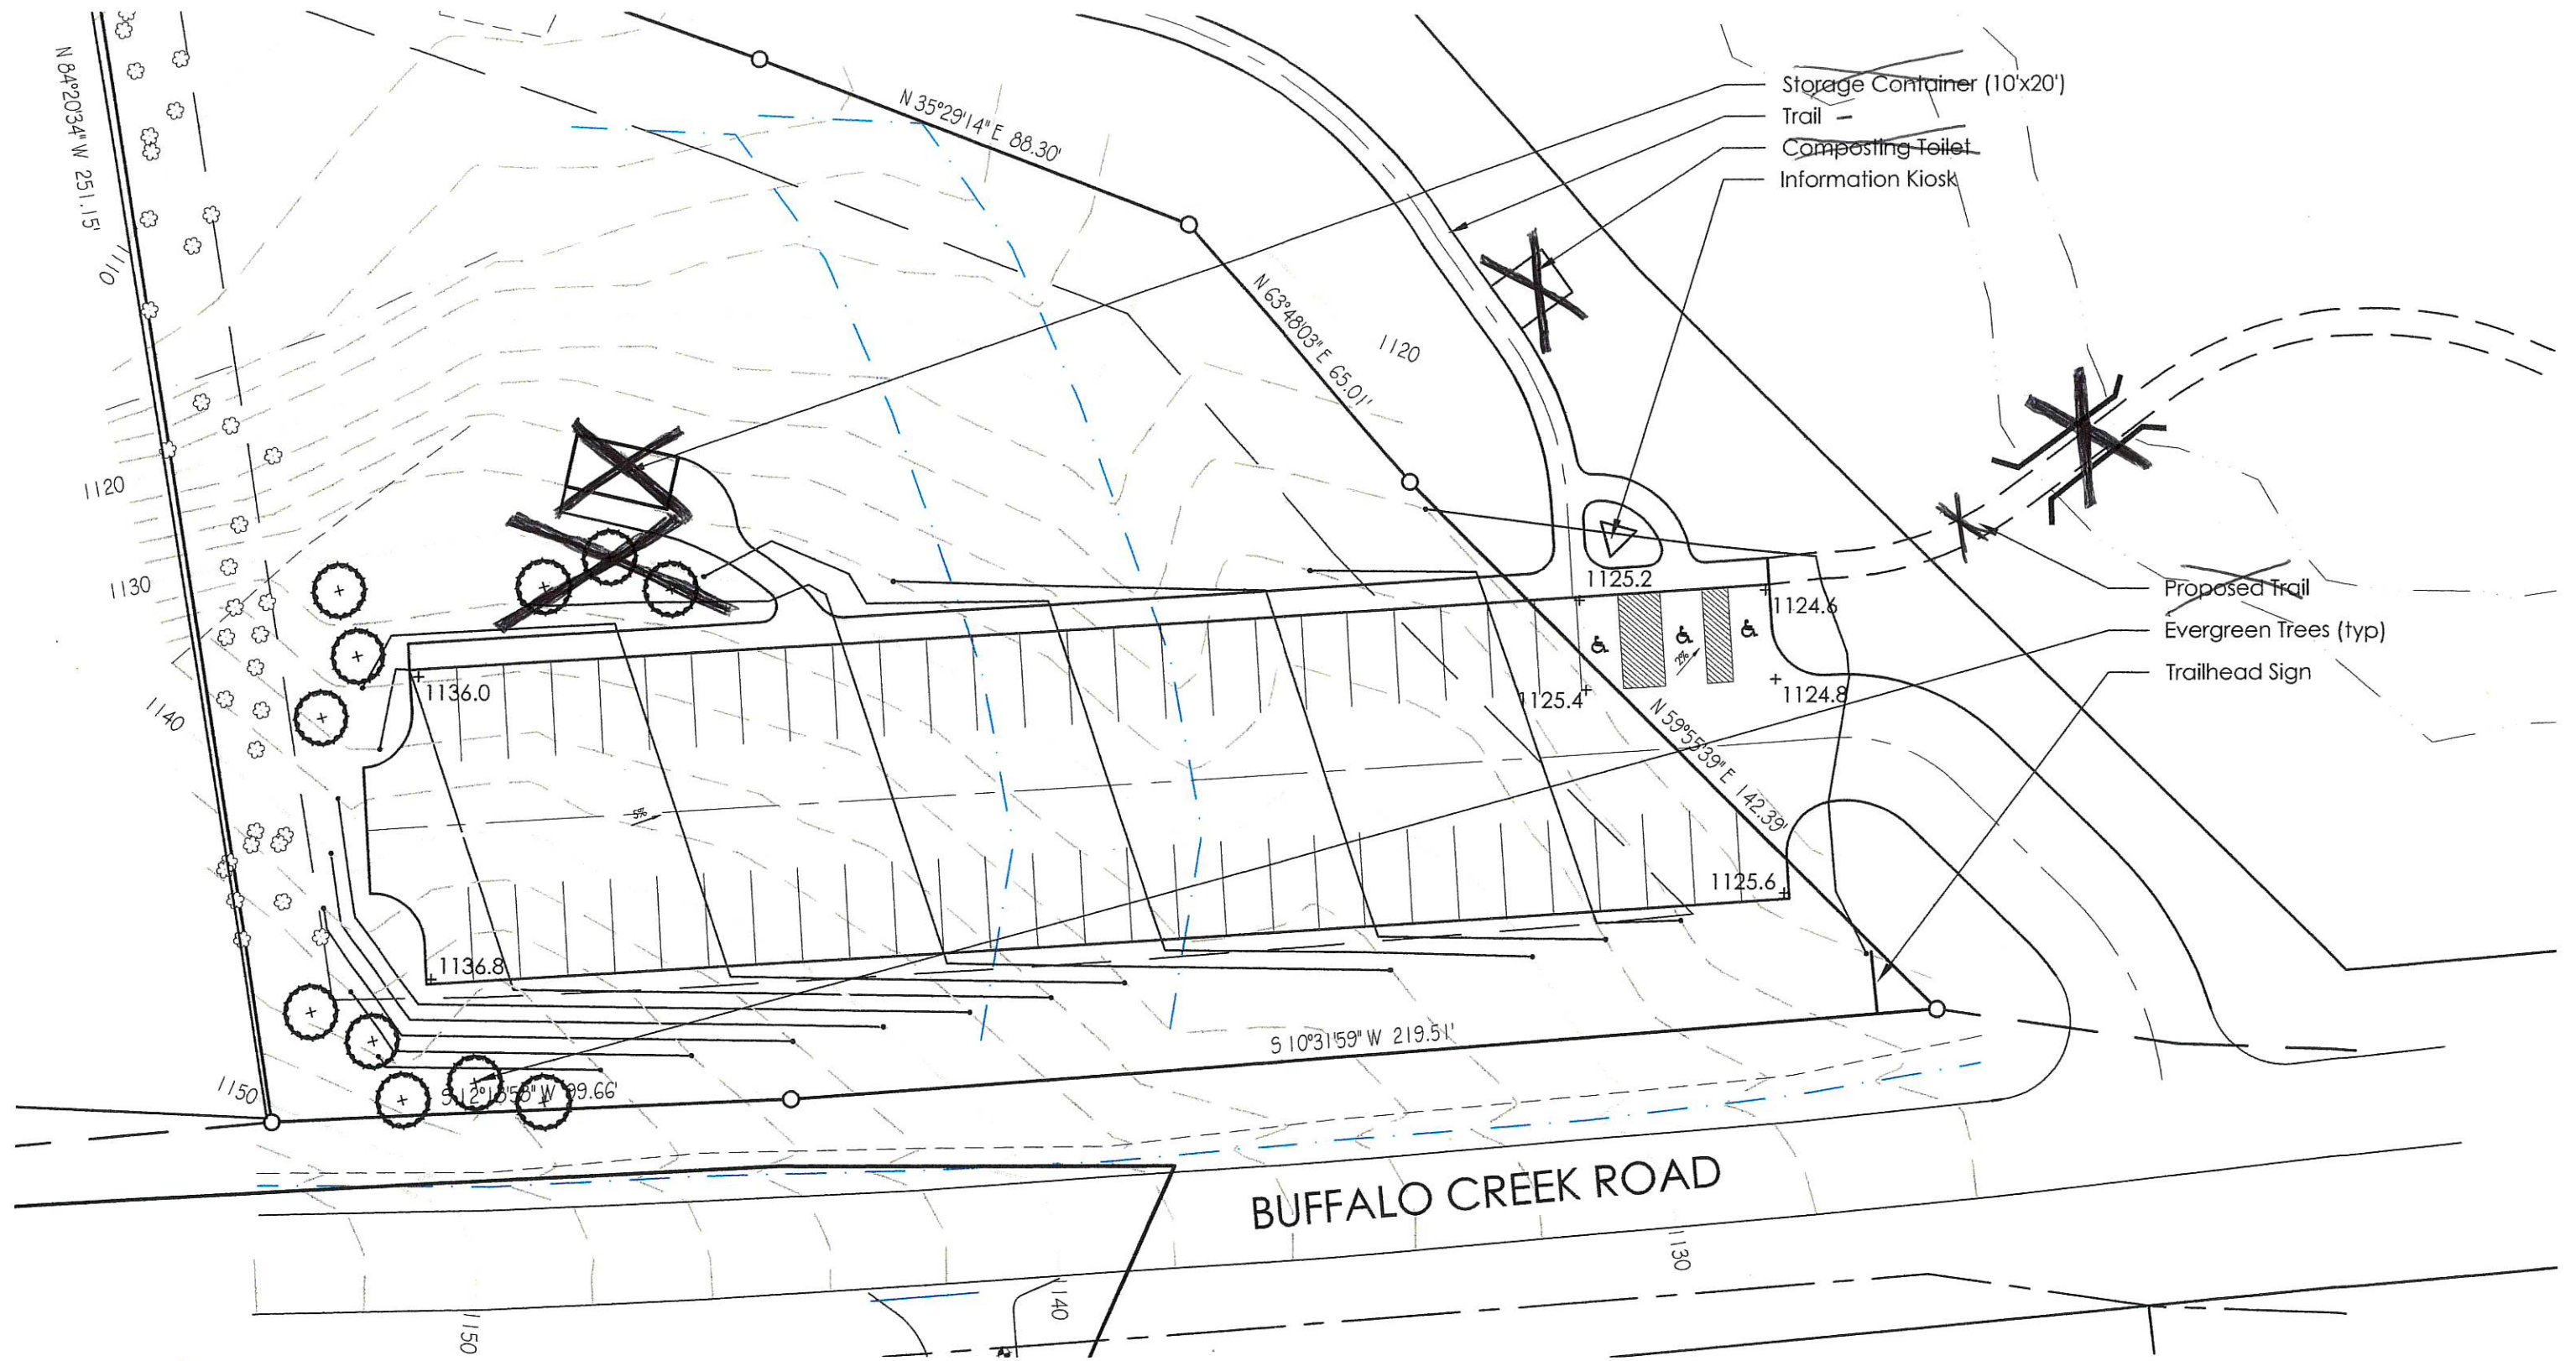 N 84°20'34" W 251.15'
N 35°29'14" E 88.30'
Storage Container (10'x20')
Trail
Composting Toilet
Information Kiosk
1110
N 63°48'03" E 65.01'
1120
1120
1130
1125.2
1124.6
Proposed Trail
Evergreen Trees (typ)
Trailhead Sign
1136.0
2%
1125.4
1124.8
1140
N 59°55'39" E 142.39'
5%
1125.6
1136.8
S 10°31'59" W 219.51'
1150
99.66'
BUFFALO CREEK ROAD
1130
1140
1150